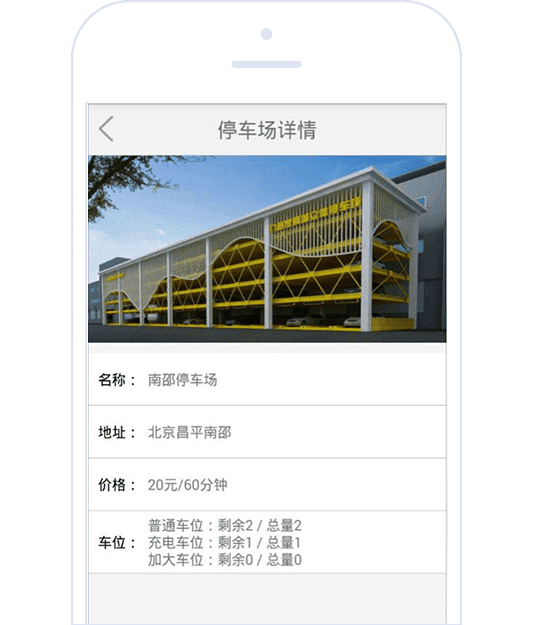 停车场详情
名称： 南邵停车场
地址： 北京昌平南邵
价格： 20元/60分钟
车位：
普通车位：剩余2 / 总量2
充电车位：剩余1 / 总量1
加大车位：剩余0 / 总量0